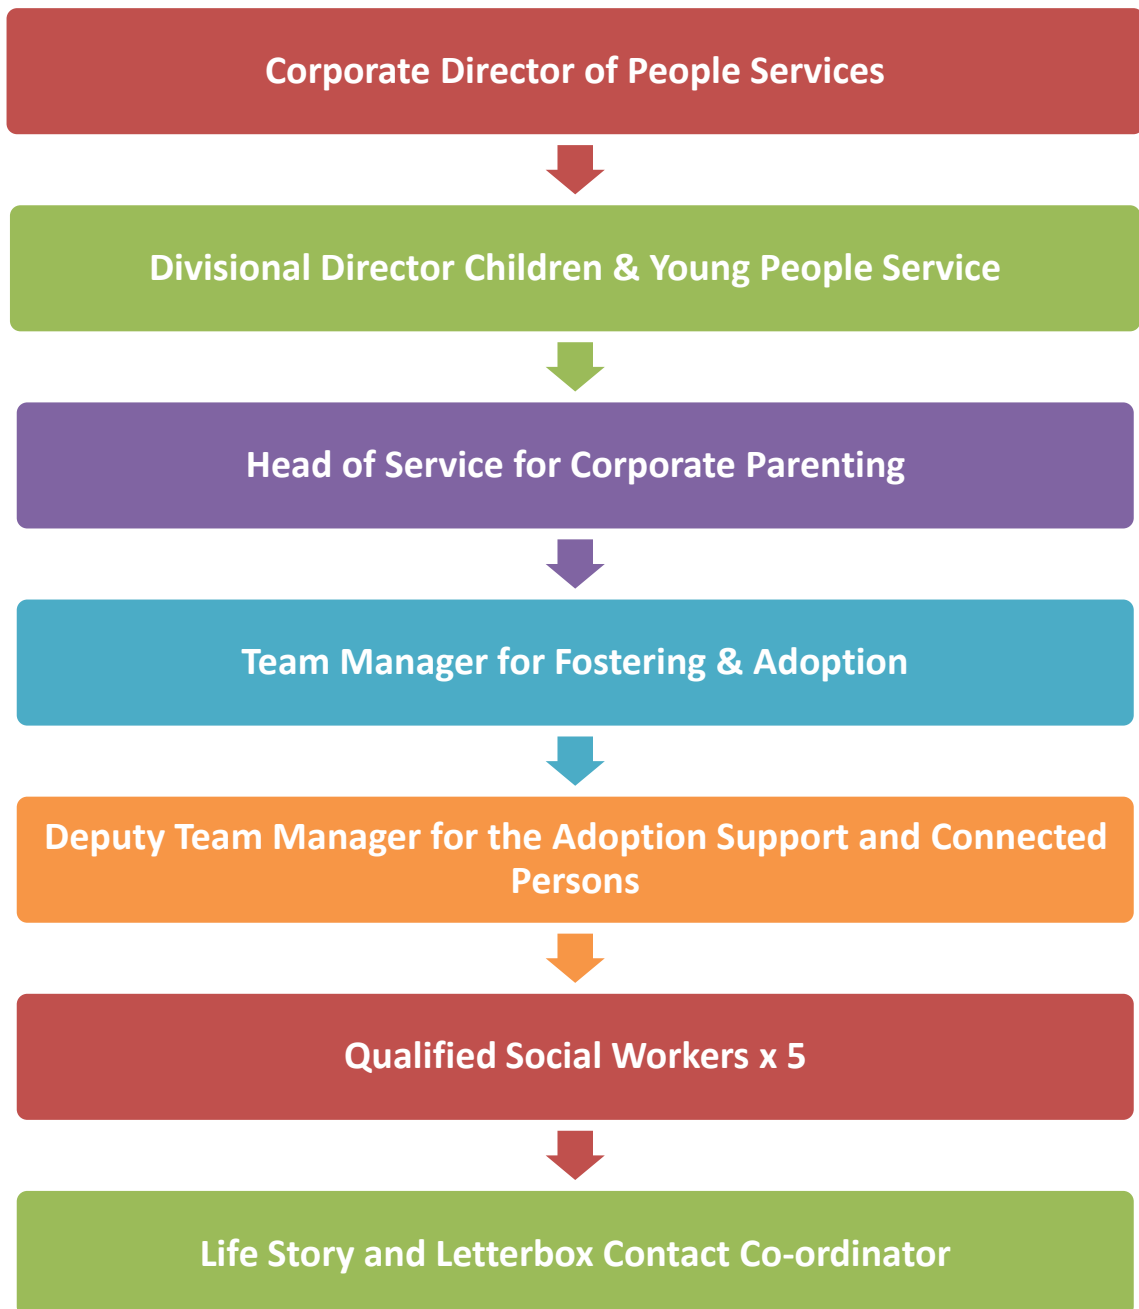 Corporate Director of People Services
Divisional Director Children & Young People Service
Head of Service for Corporate Parenting
Team Manager for Fostering & Adoption
Deputy Team Manager for the Adoption Support and Connected
Persons
Qualified Social Workers x 5
Life Story and Letterbox Contact Co-ordinator